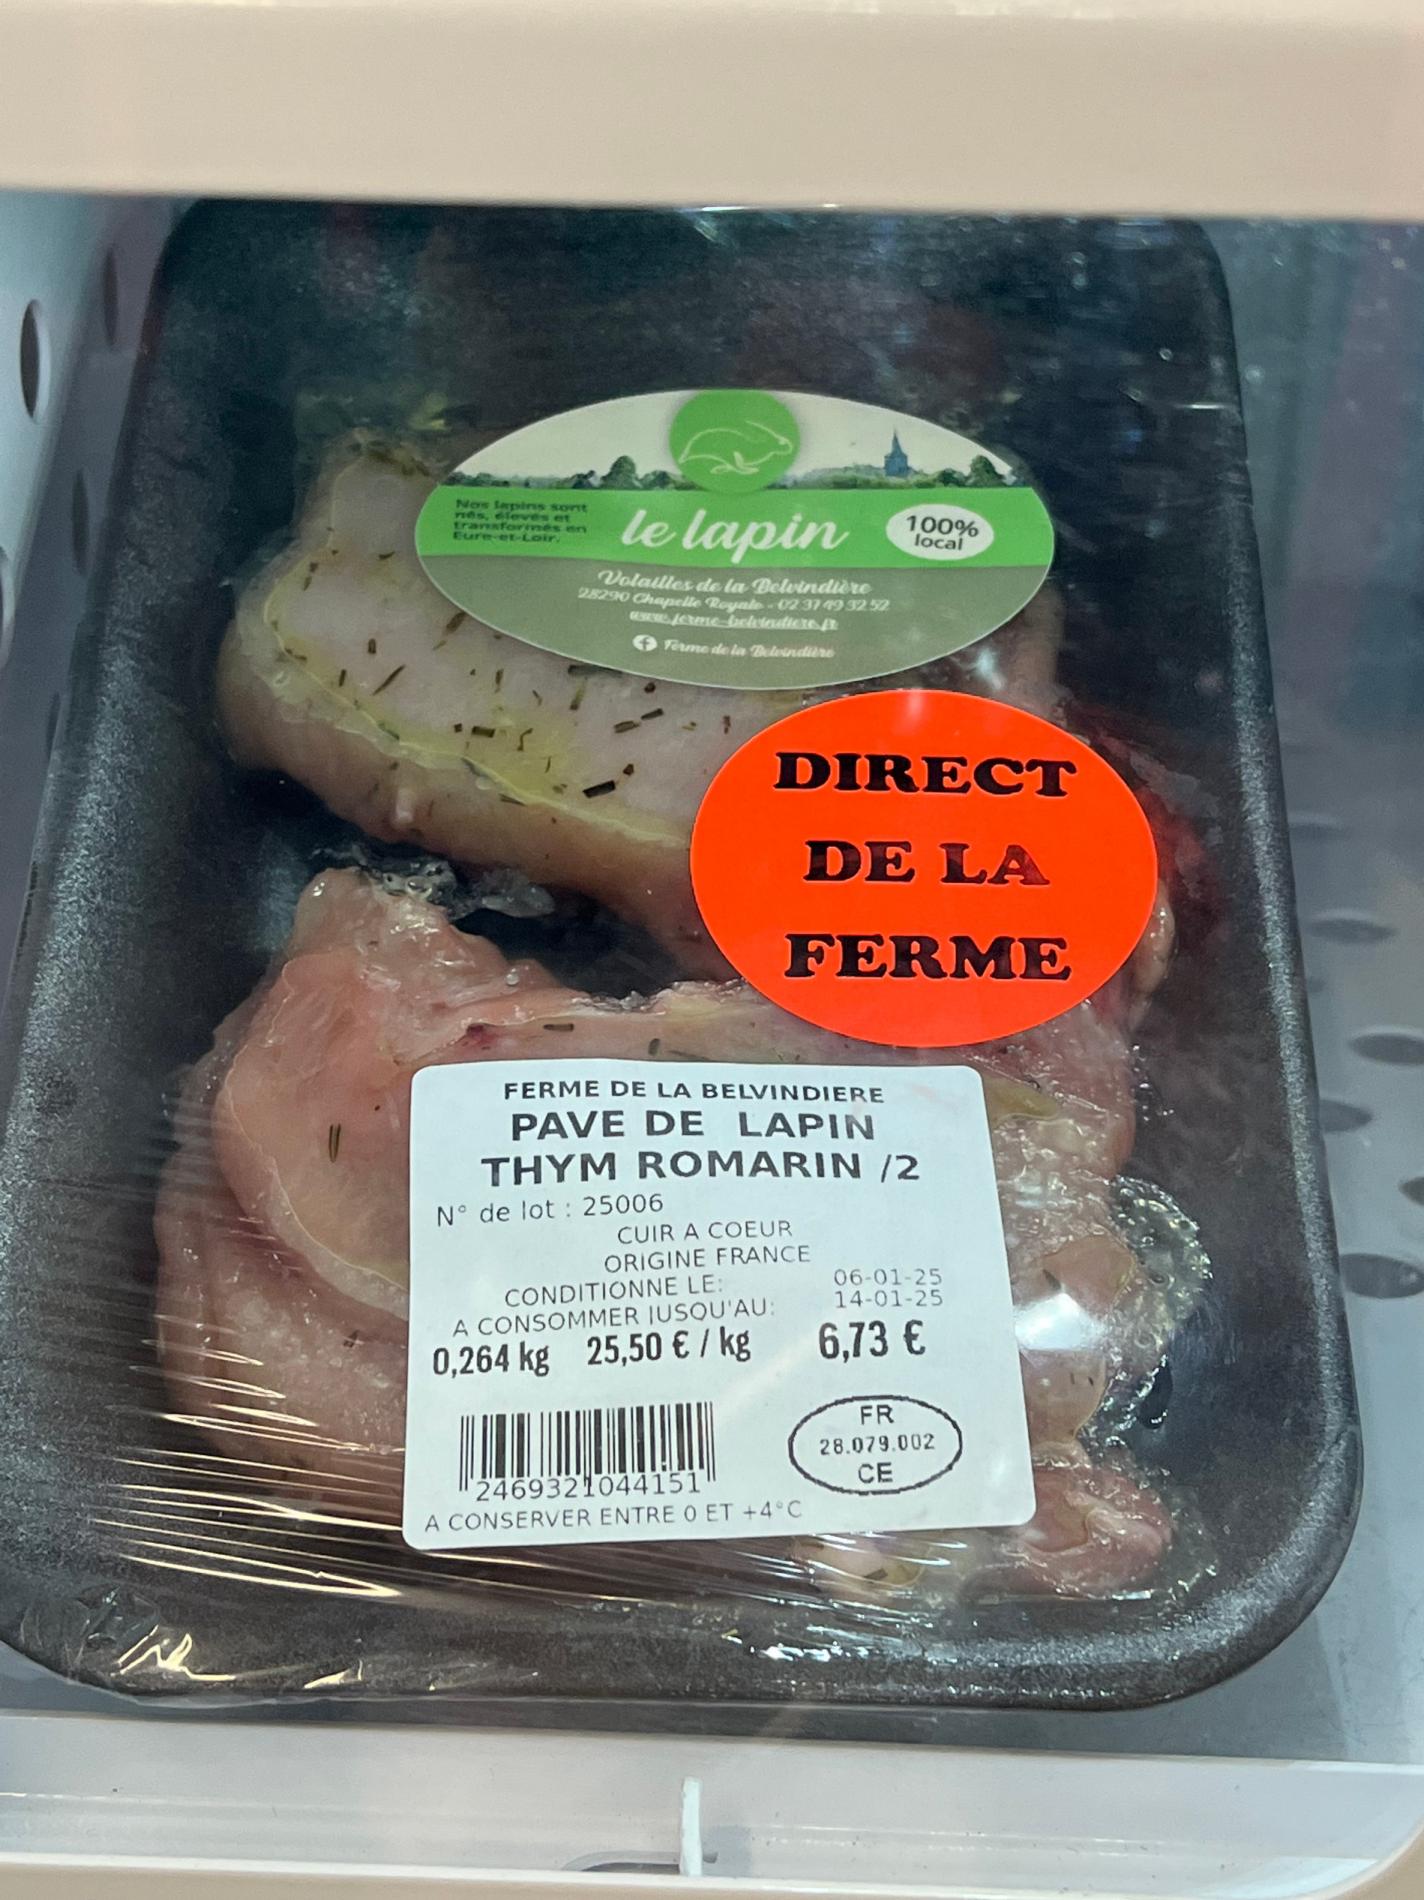 Nos lapins sont
nés, élevés et
transformés en
Eure-et-Loir.
le lapin
100%
local
Volailles de la Belvindière
28290 Chapelle Royale - 02 37 49 32 52
www.ferme-belvindiere.fr
Ferme de la Belvindière
DIRECT
DE LA
FERME
FERME DE LA BELVINDIERE
PAVE DE LAPIN
THYM ROMARIN /2
N° de lot : 25006
CUIR A COEUR
ORIGINE FRANCE
CONDITIONNE LE: 06-01-25
A CONSOMMER JUSQU'AU: 14-01-25
0,264 kg 25,50 € / kg 6,73 €
2469321044151
FR
28.079.002
CE
A CONSERVER ENTRE 0 ET +4°C